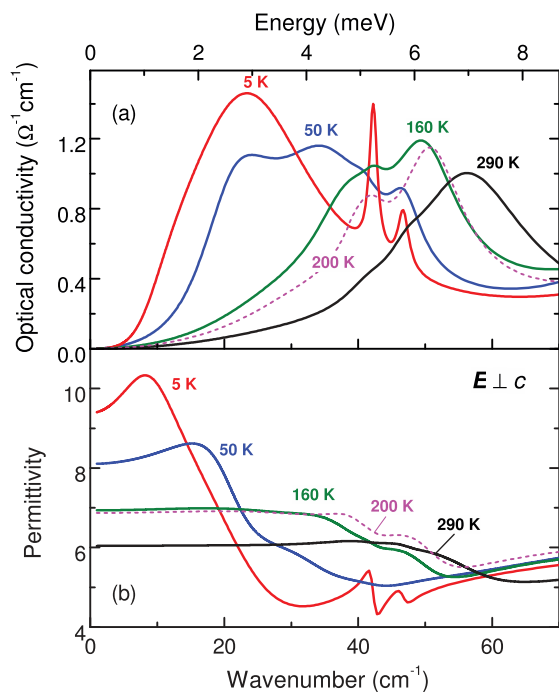 Energy (meV)
0 2 4 6 8
Optical conductivity (Ω⁻¹cm⁻¹)
1.2
0.8
0.4
0.0
(a)
5 K
50 K
160 K
290 K
200 K
Permittivity
10
8
6
4
(b)
E ⊥ c
5 K
50 K
160 K
200 K
290 K
0 20 40 60
Wavenumber (cm⁻¹)